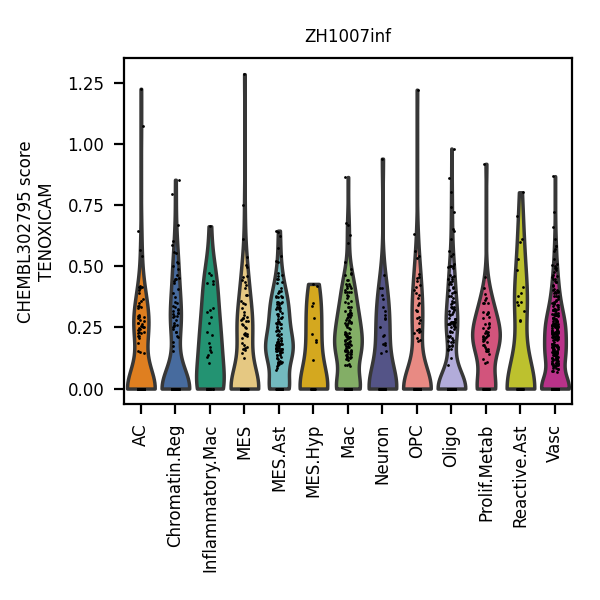 ZH1007inf
CHEMBL302795 score
TENOXICAM
1.25
1.00
0.75
0.50
0.25
0.00
AC
Chromatin.Reg
Inflammatory.Mac
MES
MES.Ast
MES.Hyp
Mac
Neuron
OPC
Oligo
Prolif.Metab
Reactive.Ast
Vasc